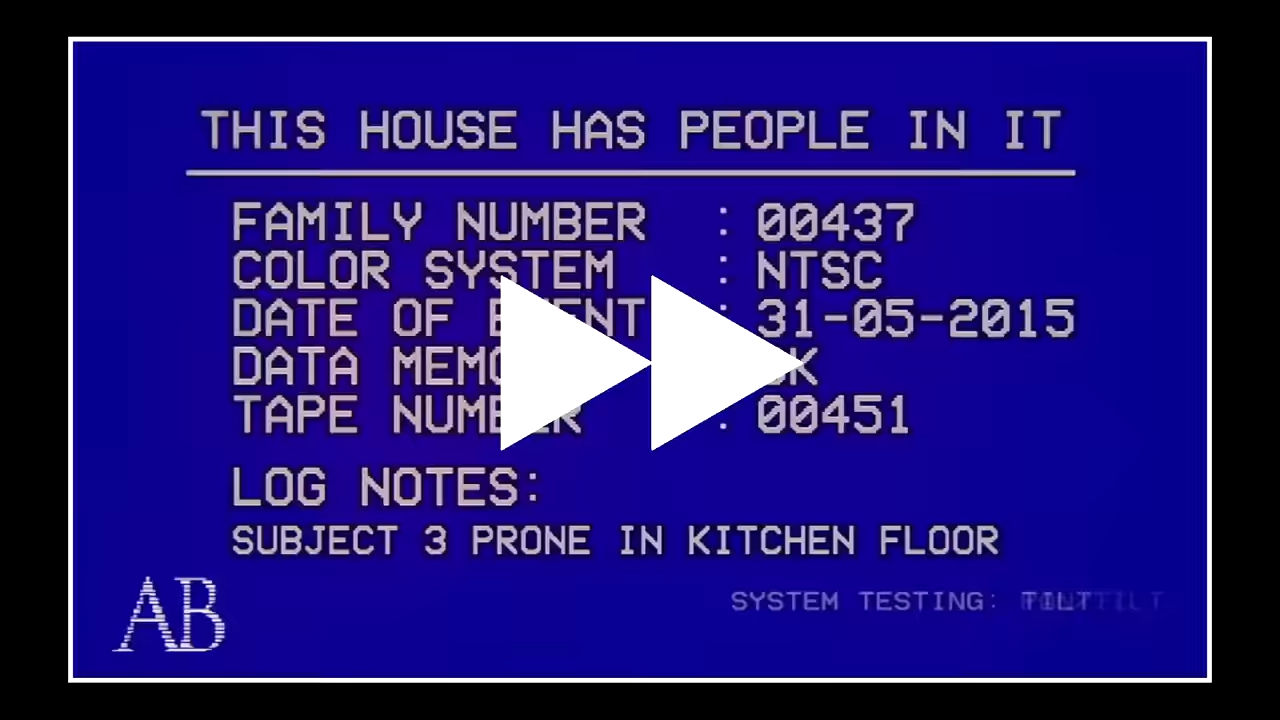 THIS HOUSE HAS PEOPLE IN IT
FAMILY NUMBER : 00437
COLOR SYSTEM : NTSC
DATE OF : 31-05-2015
DATA
TAPE : 00451
LOG NOTES:
SUBJECT 3 PRONE IN KITCHEN FLOOR
AB
SYSTEM TESTING: